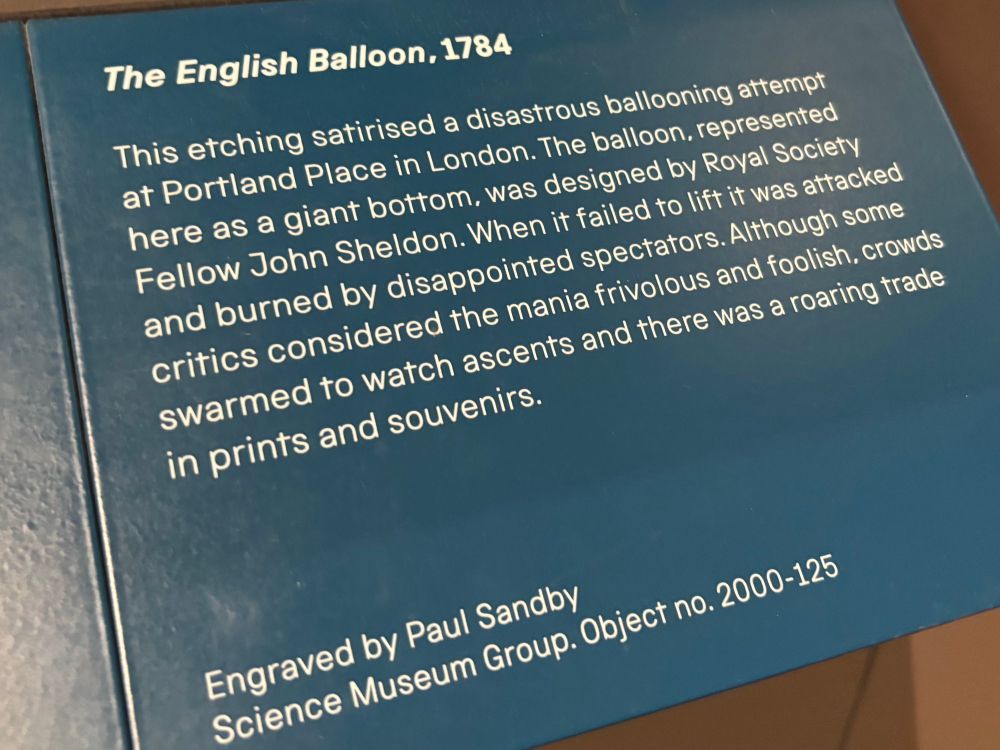 The English Balloon, 1784
This etching satirised a disastrous ballooning attempt
at Portland Place in London. The balloon, represented
here as a giant bottom, was designed by Royal Society
Fellow John Sheldon. When it failed to lift it was attacked
and burned by disappointed spectators. Although some
critics considered the mania frivolous and foolish, crowds
swarmed to watch ascents and there was a roaring trade
in prints and souvenirs.
Engraved by Paul Sandby
Science Museum Group. Object no. 2000-125